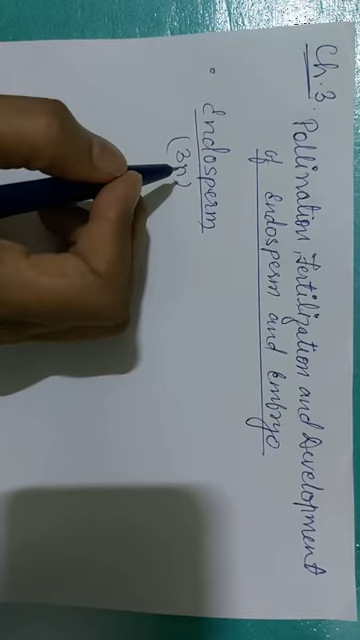 Ch. 3. Pollination Fertilization and Development
of Endosperm and Embryo
• Endosperm
(3n)